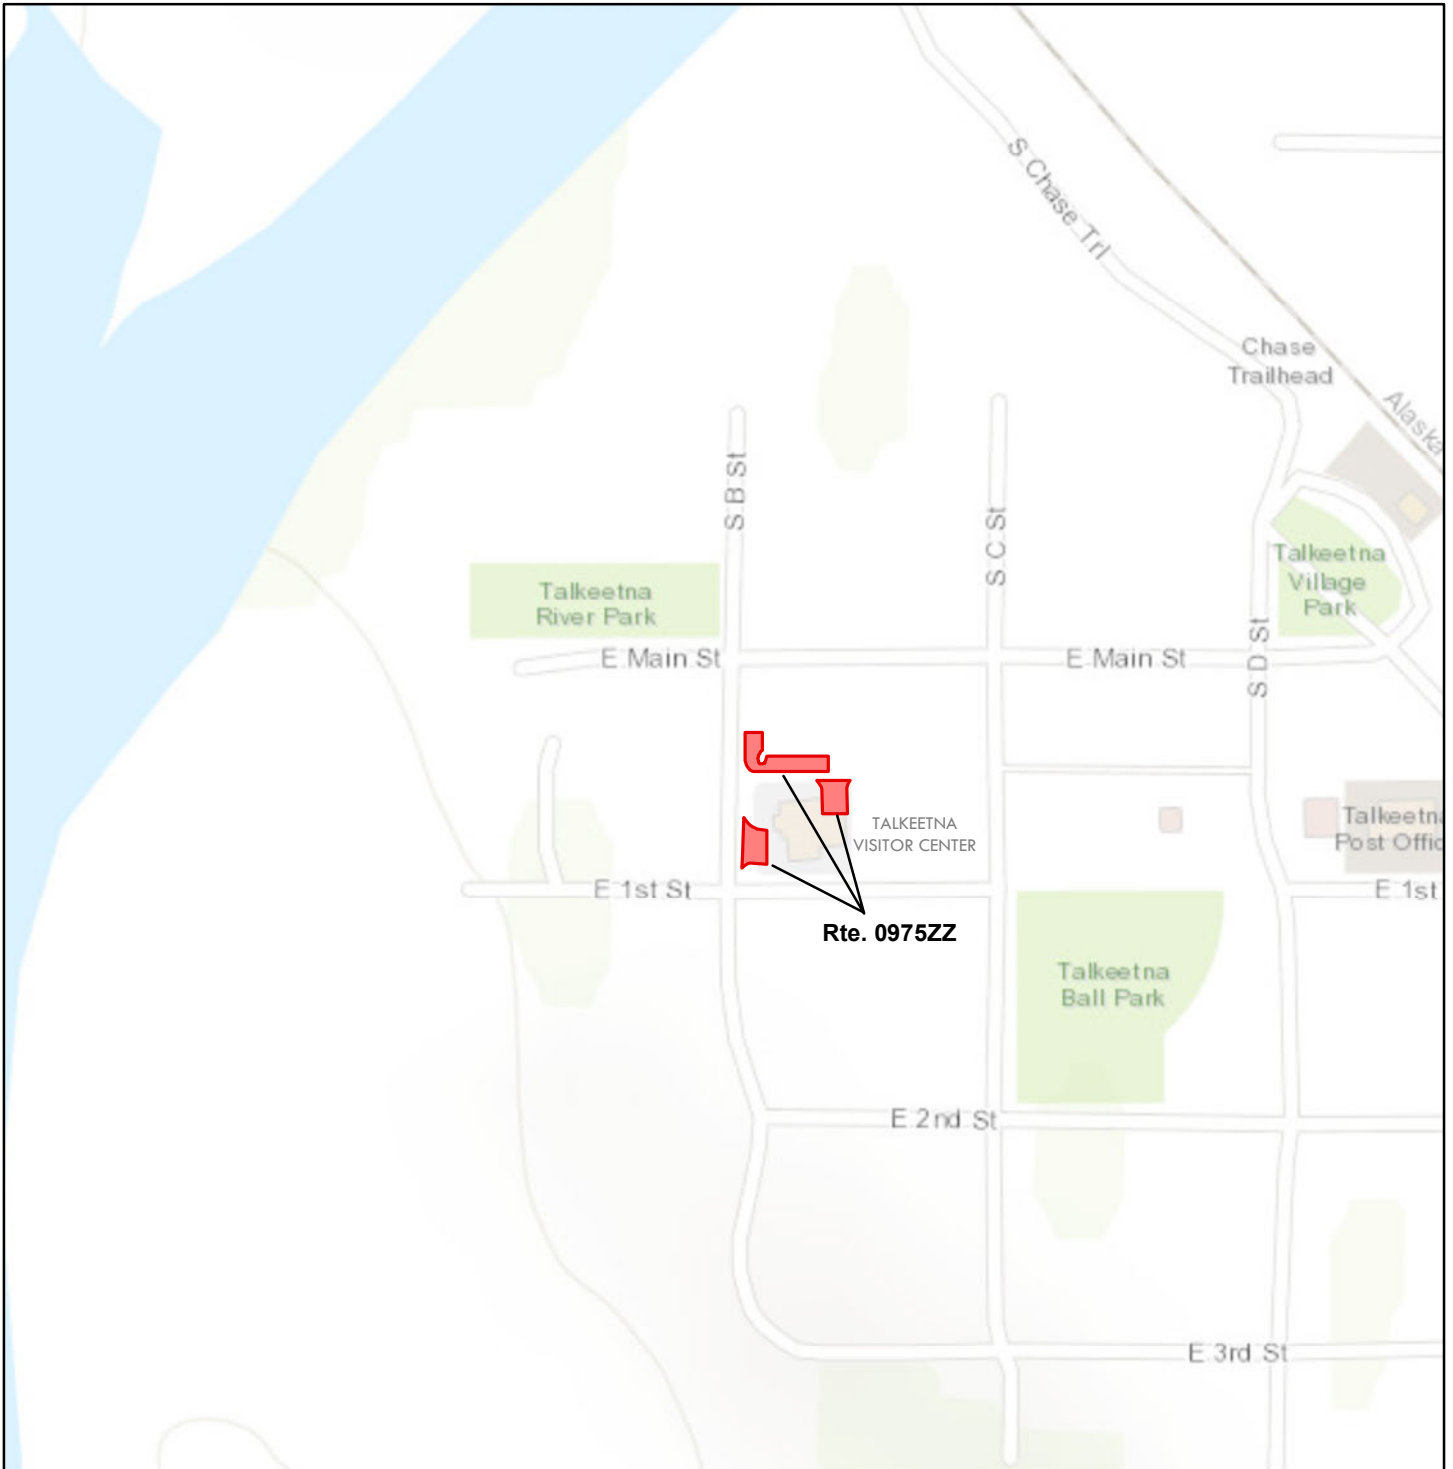 S Chase Trl
Chase
Trailhead
Alaska
S B St
S C St
Talkeetna
Village
Park
Talkeetna
River Park
S D St
E Main St
E Main St
TALKEETNA
VISITOR CENTER
Talkeetna
Post Offic
E 1st St
E 1st
Rte. 0975ZZ
Talkeetna
Ball Park
E 2nd St
E 3rd St